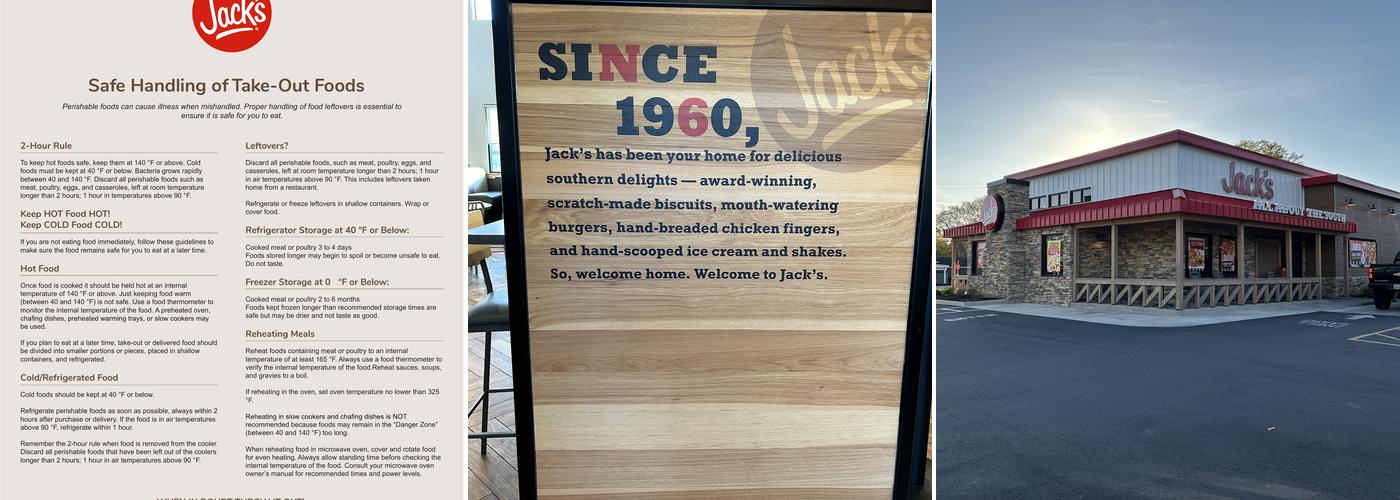 Jack's
Safe Handling of Take-Out Foods
Perishable foods can cause illness when mishandled. Proper handling of food leftovers is essential to
ensure it is safe for you to eat.
2-Hour Rule
To keep hot foods safe, keep them at 140 °F or above. Cold
foods must be kept at 40 °F or below. Bacteria grows rapidly
between 40 and 140 °F). Discard all perishable foods such as
meat, poultry, eggs, and casseroles, left at room temperature
longer than 2 hours; 1 hour in air temperatures above 90 °F.
Keep HOT Food HOT!
Keep COLD Food COLD!
If you are not eating food immediately, follow these guidelines to
make sure the food remains safe for you to eat at a later time.
Hot Food
Once food is cooked it should be held hot at an internal
temperature of 140 °F or above. Just keeping food warm
(between 40 and 140 °F) is not safe. Use a food thermometer to
monitor the internal temperature of the food. A preheated oven,
chafing dishes, preheated warming trays, or slow cookers may
be used.
If you plan to eat at a later time, take-out or delivered food should
be divided into smaller portions or pieces, placed in shallow
containers, and refrigerated.
Cold/Refrigerated Food
Cold foods should be kept at 40 °F or below.
Refrigerate perishable foods as soon as possible, always within 2
hours after purchase or delivery. If the food is in air temperatures
above 90 °F, refrigerate within 1 hour.
Remember the 2-hour rule when food is removed from the cooler.
Discard all perishable foods that have been left out of the coolers
longer than 2 hours; 1 hour in air temperatures above 90 °F.
Leftovers?
Discard all perishable foods, such as meat, poultry, eggs, and
casseroles, left at room temperature longer than 2 hours; 1 hour
in air temperatures above 90 °F. This includes leftovers taken
home from a restaurant.
Refrigerate or freeze leftovers in shallow containers. Wrap or
cover food.
Refrigerator Storage at 40 °F or Below:
Cooked meat or poultry 3 to 4 days
Foods stored longer may begin to spoil or become unsafe to eat.
Do not taste.
Freezer Storage at 0 °F or Below:
Cooked meat or poultry 2 to 6 months
Foods kept frozen longer than recommended storage times are
safe but may be drier and not taste as good.
Reheating Meals
Reheat foods containing meat or poultry to an internal
temperature of at least 165 °F. Always use a food thermometer to
verify the internal temperature of the food.Reheat sauces, soups,
and gravies to a boil.
If reheating in the oven, set oven temperature no lower than 325
°F.
Reheating in slow cookers and chafing dishes is NOT
recommended because foods may remain in the "Danger Zone"
(between 40 and 140 °F) too long.
When reheating food in microwave oven, cover and rotate food
for even heating. Always allow standing time before checking the
internal temperature of the food. Consult your microwave oven
owner's manual for recommended times and power levels.
Jack's
SINCE
1960,
Jack's has been your home for delicious
southern delights — award-winning,
scratch-made biscuits, mouth-watering
burgers, hand-breaded chicken fingers,
and hand-scooped ice cream and shakes.
So, welcome home. Welcome to Jack's.
Jack's
Jack's
ALL ABOUT THE SOUTH